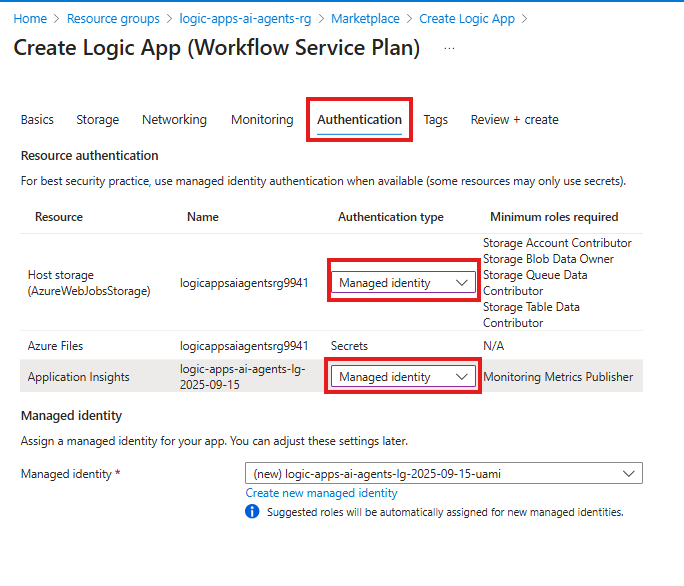 Home > Resource groups > logic-apps-ai-agents-rg > Marketplace > Create Logic App >
Create Logic App (Workflow Service Plan) ...
Basics Storage Networking Monitoring Authentication Tags Review + create
Resource authentication
For best security practice, use managed identity authentication when available (some resources may only use secrets).
Resource Name Authentication type Minimum roles required
Host storage
(AzureWebJobsStorage)
logicappsaiagentsrg9941
Managed identity
Storage Account Contributor
Storage Blob Data Owner
Storage Queue Data
Contributor
Storage Table Data
Contributor
Azure Files logicappsaiagentsrg9941 Secrets N/A
Application Insights
logic-apps-ai-agents-lg-
2025-09-15
Managed identity
Monitoring Metrics Publisher
Managed identity
Assign a managed identity for your app. You can adjust these settings later.
Managed identity * (new) logic-apps-ai-agents-lg-2025-09-15-uami
Create new managed identity
Suggested roles will be automatically assigned for new managed identities.